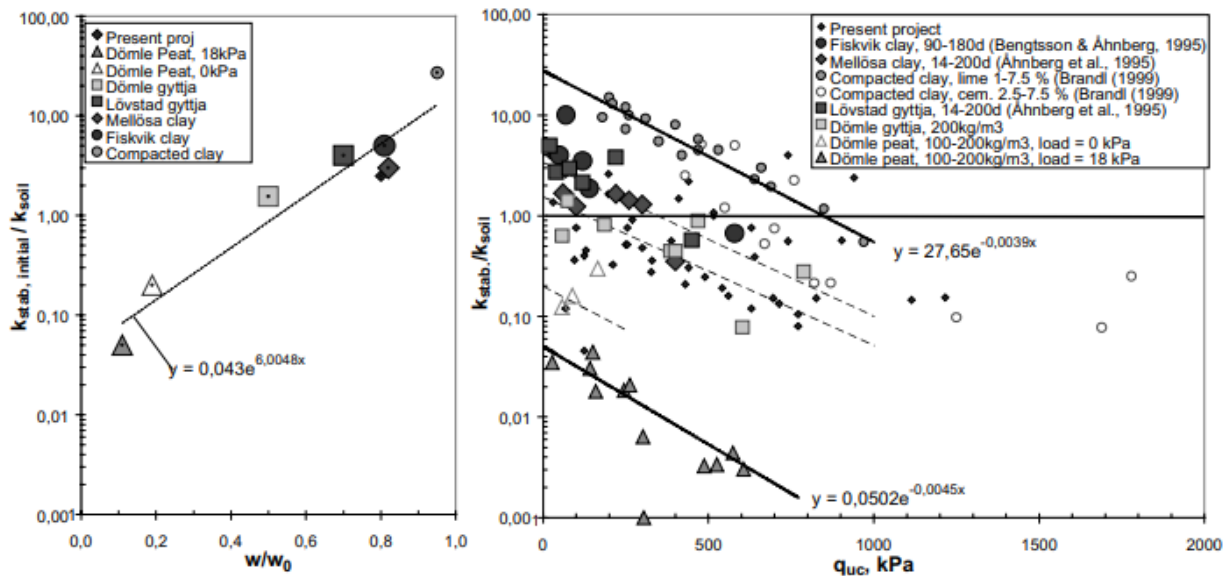 100,00
10,00
1,00
0,10
0,01
0,001
k_stab, initial / k_soil
Present proj
Dömle Peat, 18kPa
Dömle Peat, 0kPa
Dömle gyttja
Lövstad gyttja
Mellösa clay
Fiskvik clay
Compacted clay
y = 0,043e^6,0048x
0,0 0,2 0,4 0,6 0,8 1,0
w/w_0
100,00
10,00
1,00
0,10
0,01
0,00
k_stab./k_soil
Present project
Fiskvik clay, 90-180d (Bengtsson & Åhnberg, 1995)
Mellösa clay, 14-200d (Åhnberg et al., 1995)
Compacted clay, lime 1-7.5 % (Brandl (1999)
Compacted clay, cem. 2.5-7.5 % (Brandl (1999)
Lövstad gyttja, 14-200d (Åhnberg et al., 1995)
Dömle gyttja, 200kg/m3
Dömle peat, 100-200kg/m3, load = 0 kPa
Dömle peat, 100-200kg/m3, load = 18 kPa
y = 27,65e^-0,0039x
y = 0,0502e^-0,0045x
0 500 1000 1500 2000
q_uc, kPa